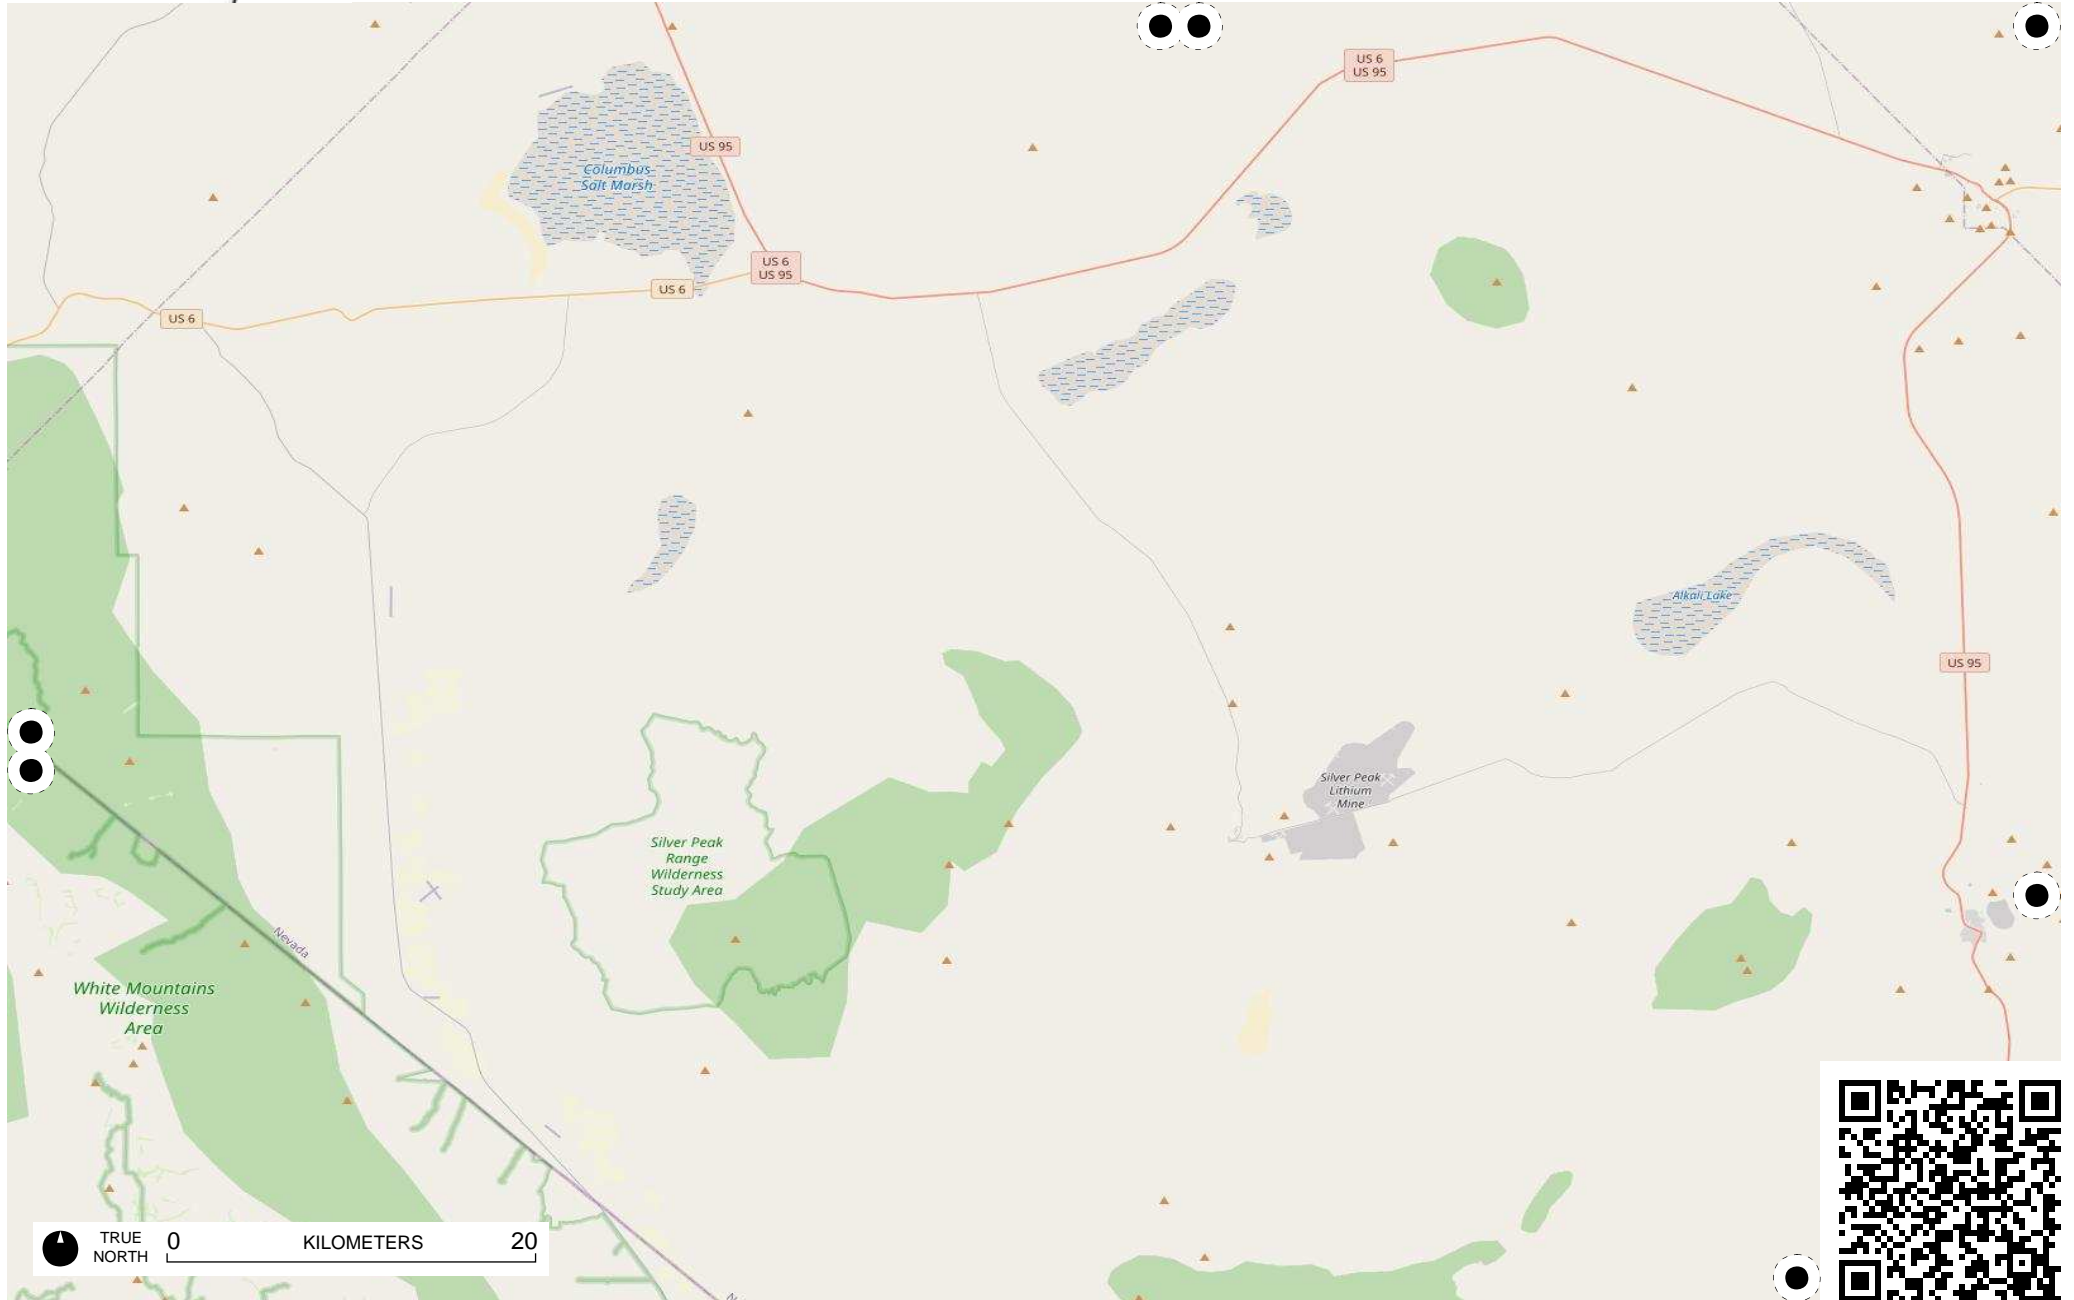 US 6
US 95
US 95
Columbus
Salt Marsh
US 6
US 95
US 6
US 6
Alkali Lake
US 95
Silver Peak
Lithium
Mine
Silver Peak
Range
Wilderness
Study Area
Nevada
White Mountains
Wilderness
Area
TRUE
NORTH
0
KILOMETERS
20